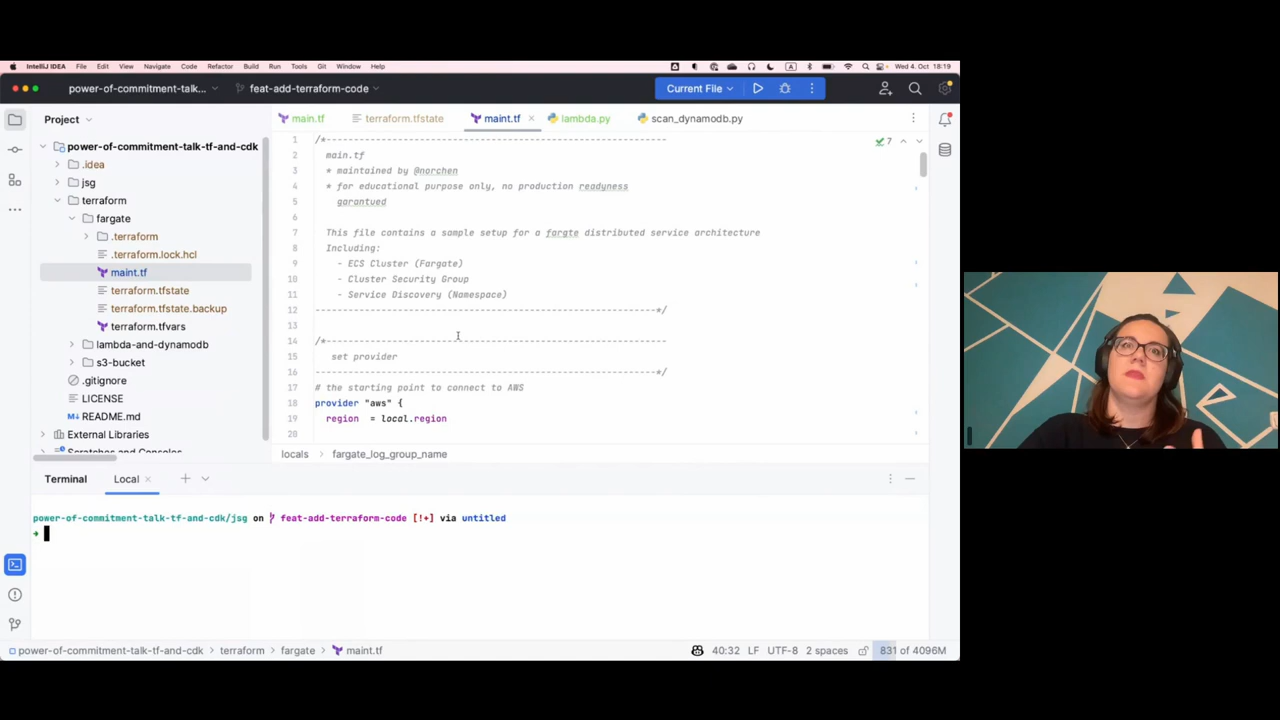 IntelliJ IDEA File Edit View Navigate Code Refactor Build Run Tools Git Window Help
Wed 4. Oct 18:19
power-of-commitment-talk... feat-add-terraform-code
Current File
Project
main.tf terraform.tfstate maint.tf lambda.py scan_dynamodb.py
power-of-commitment-talk-tf-and-cdk
.idea
jsg
terraform
fargate
.terraform
.terraform.lock.hcl
maint.tf
terraform.tfstate
terraform.tfstate.backup
terraform.tfvars
lambda-and-dynamodb
s3-bucket
.gitignore
LICENSE
README.md
External Libraries
Scratches and Consoles
7
1 /*---------------------------------------------------------------
2 main.tf
3 * maintained by @norchen
4 * for educational purpose only, no production readyness
5 garantued
6
7 This file contains a sample setup for a fargte distributed service architecture
8 Including:
9 - ECS Cluster (Fargate)
10 - Cluster Security Group
11 - Service Discovery (Namespace)
12 ---------------------------------------------------------------*/
13
14 /*---------------------------------------------------------------
15 set provider
16 ---------------------------------------------------------------*/
17 # the starting point to connect to AWS
18 provider "aws" {
19 region = local.region
20
locals fargate_log_group_name
Terminal Local
power-of-commitment-talk-tf-and-cdk/jsg on feat-add-terraform-code [!+] via untitled
power-of-commitment-talk-tf-and-cdk terraform fargate maint.tf
40:32 LF UTF-8 2 spaces 831 of 4096M